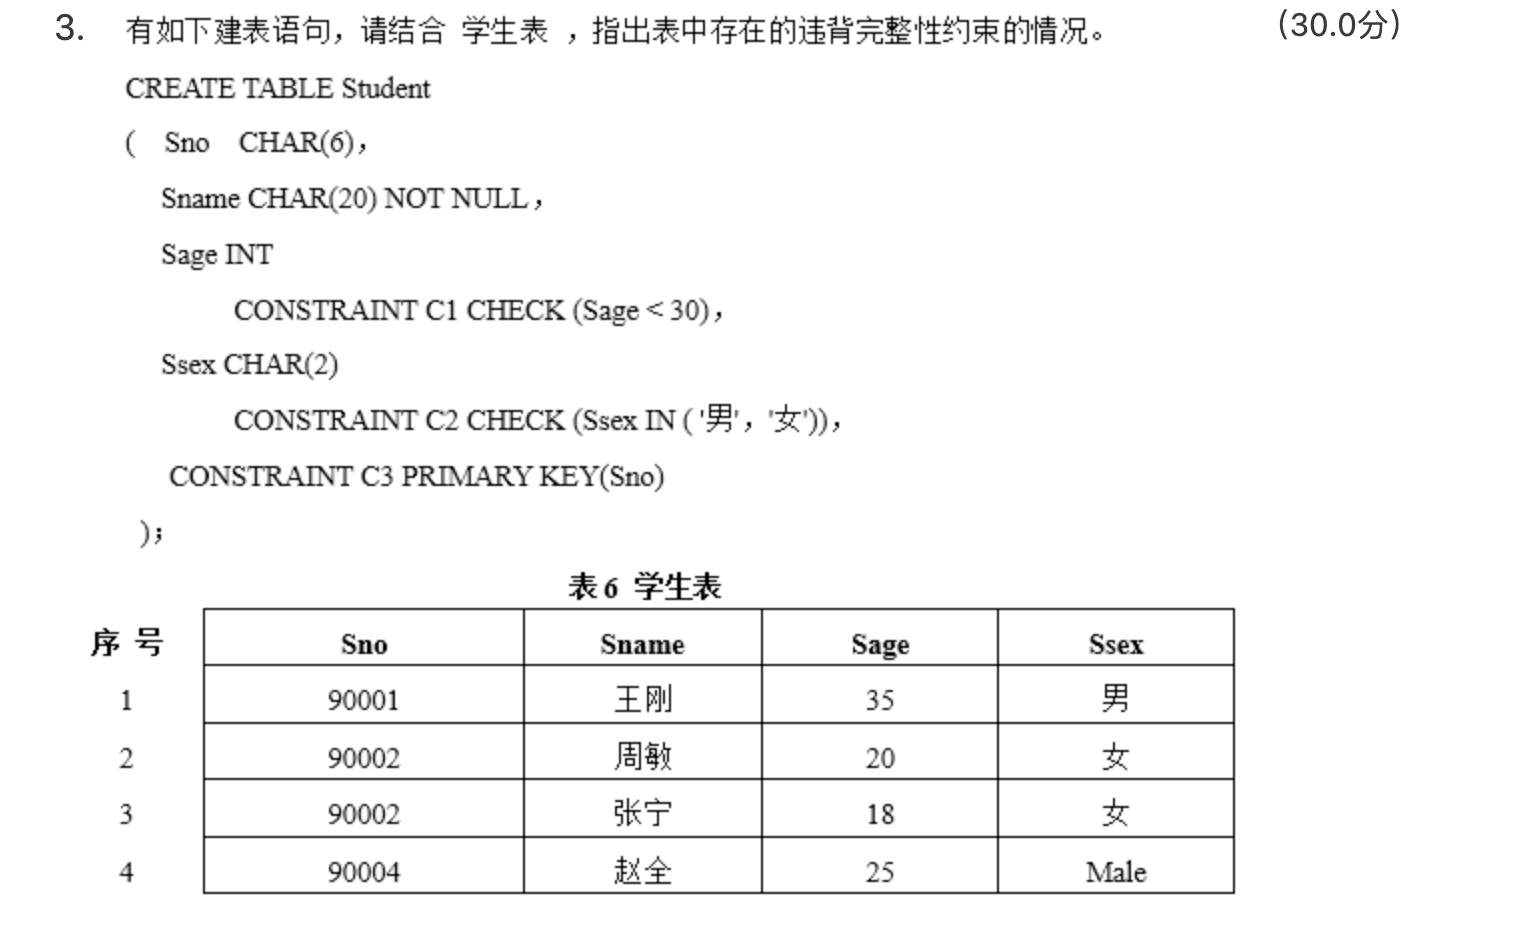 3. 有如下建表语句，请结合 学生表 ，指出表中存在的违背完整性约束的情况。 (30.0分)
CREATE TABLE Student
( Sno CHAR(6)，
Sname CHAR(20) NOT NULL，
Sage INT
CONSTRAINT C1 CHECK (Sage < 30)，
Ssex CHAR(2)
CONSTRAINT C2 CHECK (Ssex IN ( '男'，'女'))，
CONSTRAINT C3 PRIMARY KEY(Sno)
)；
表 6 学生表
序 号 Sno Sname Sage Ssex
1 90001 王刚 35 男
2 90002 周敏 20 女
3 90002 张宁 18 女
4 90004 赵全 25 Male